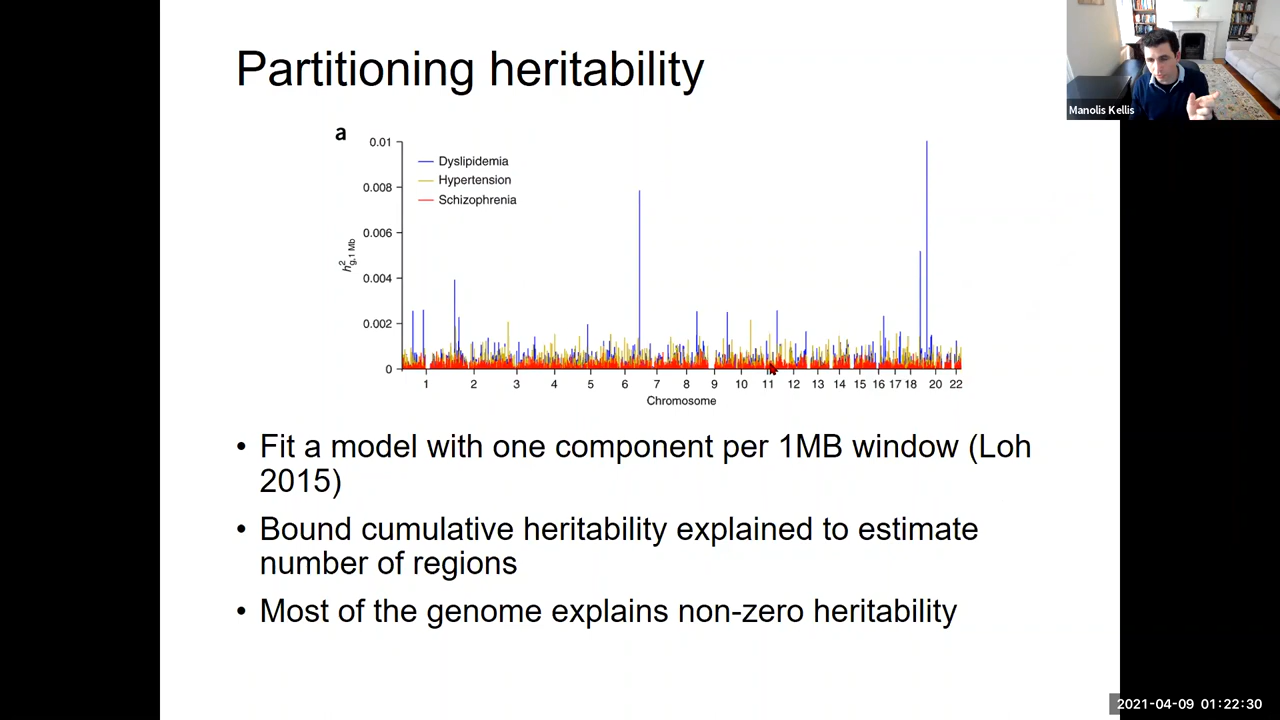 Partitioning heritability
Manolis Kellis
a
0.01
0.008
0.006
0.004
0.002
0
h²g,1 Mb
Dyslipidemia
Hypertension
Schizophrenia
1 2 3 4 5 6 7 8 9 10 11 12 13 14 15 16 17 18 20 22
Chromosome
• Fit a model with one component per 1MB window (Loh
2015)
• Bound cumulative heritability explained to estimate
number of regions
• Most of the genome explains non-zero heritability
2021-04-09 01:22:30